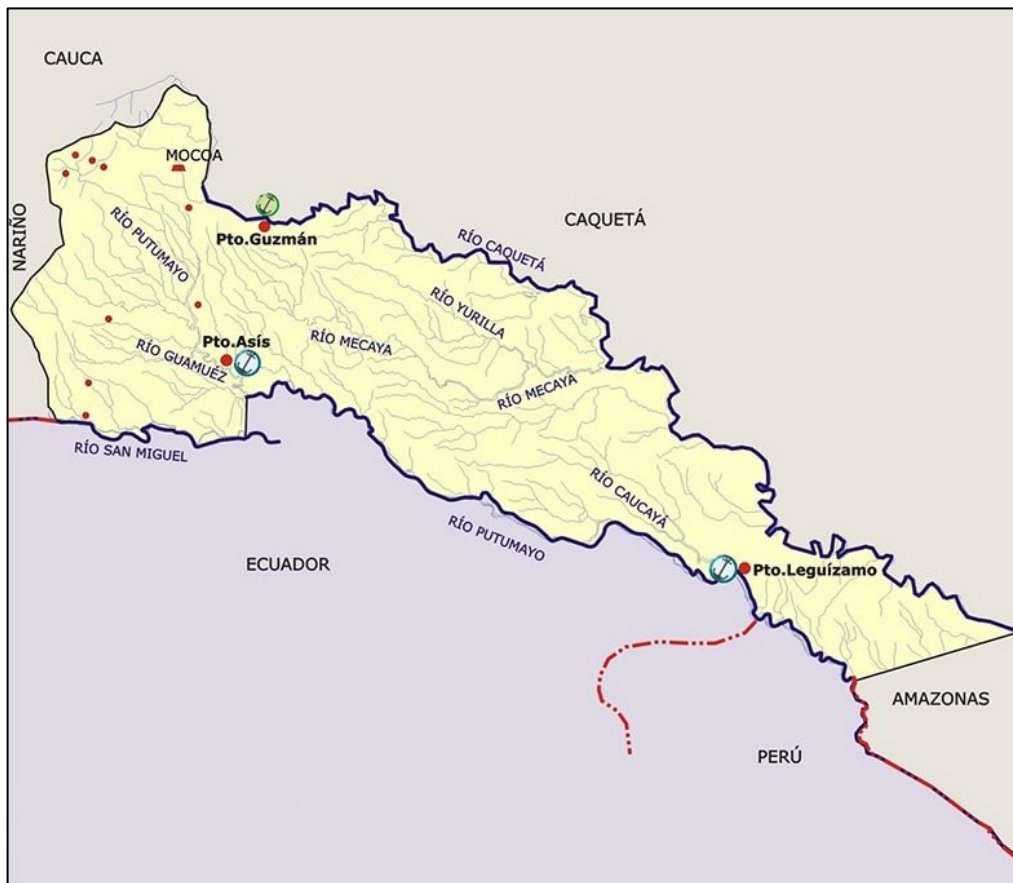 CAUCA
MOCOA
CAQUETÁ
NARIÑO
RÍO PUTUMAYO
Pto.Guzmán
RÍO CAQUETÁ
RÍO YURILLA
Pto.Asís
RÍO MECAYA
RÍO GUAMUÉZ
RÍO MECAYÁ
RÍO SAN MIGUEL
RÍO CAUCAYÁ
RÍO PUTUMAYO
ECUADOR
Pto.Leguízamo
AMAZONAS
PERÚ